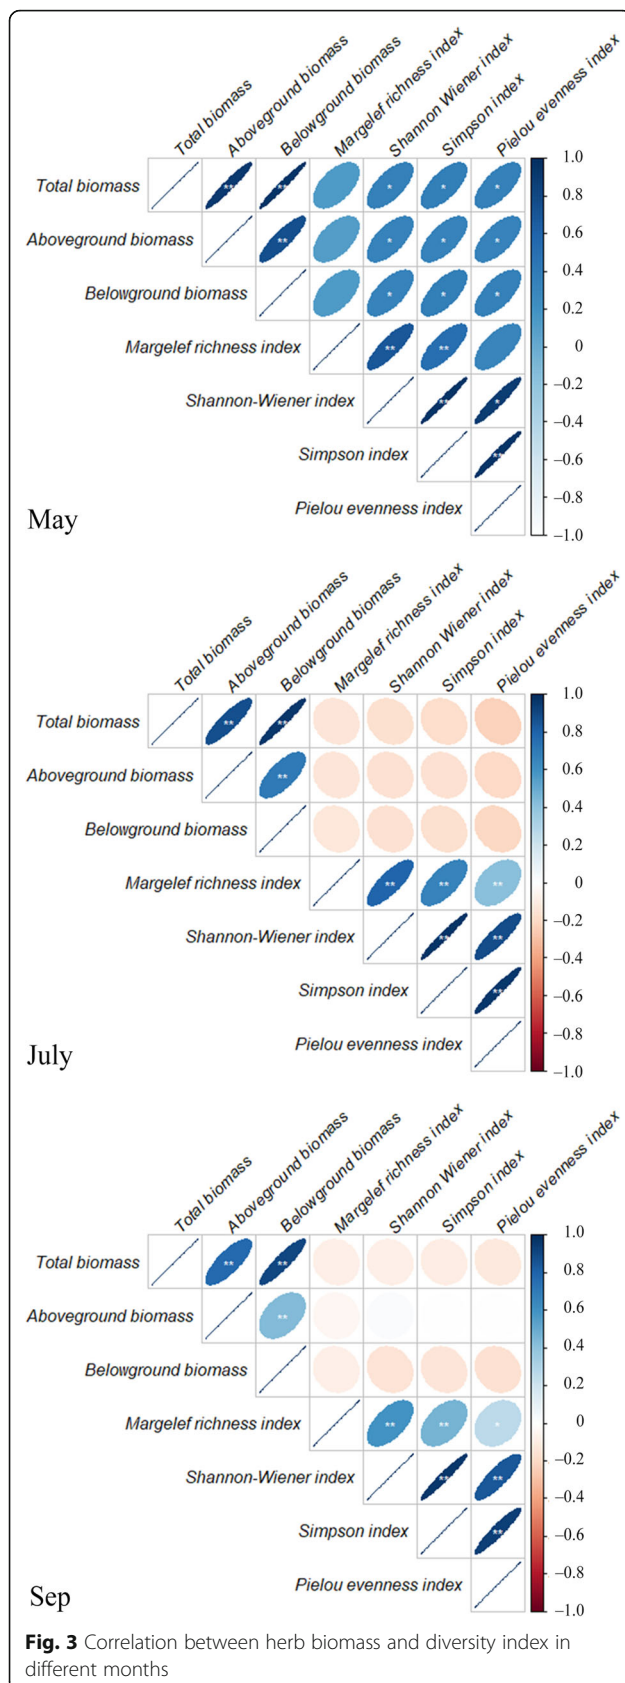 Total biomass
Aboveground biomass
Belowground biomass
Margelef richness index
Shannon Wiener index
Simpson index
Pielou evenness index
Total biomass ** ** * * *
Aboveground biomass ** * * *
Belowground biomass * * *
Margelef richness index ** **
Shannon-Wiener index ** *
Simpson index **
Pielou evenness index
1.0
0.8
0.6
0.4
0.2
0
−0.2
−0.4
−0.6
−0.8
−1.0
May
Total biomass
Aboveground biomass
Belowground biomass
Margelef richness index
Shannon Wiener index
Simpson index
Pielou evenness index
Total biomass ** **
Aboveground biomass **
Belowground biomass
Margelef richness index ** ** **
Shannon-Wiener index ** **
Simpson index **
Pielou evenness index
1.0
0.8
0.6
0.4
0.2
0
−0.2
−0.4
−0.6
−0.8
−1.0
July
Total biomass
Aboveground biomass
Belowground biomass
Margelef richness index
Shannon Wiener index
Simpson index
Pielou evenness index
Total biomass ** **
Aboveground biomass **
Belowground biomass
Margelef richness index ** ** *
Shannon-Wiener index ** **
Simpson index **
Pielou evenness index
1.0
0.8
0.6
0.4
0.2
0
−0.2
−0.4
−0.6
−0.8
−1.0
Sep
Fig. 3 Correlation between herb biomass and diversity index in
different months